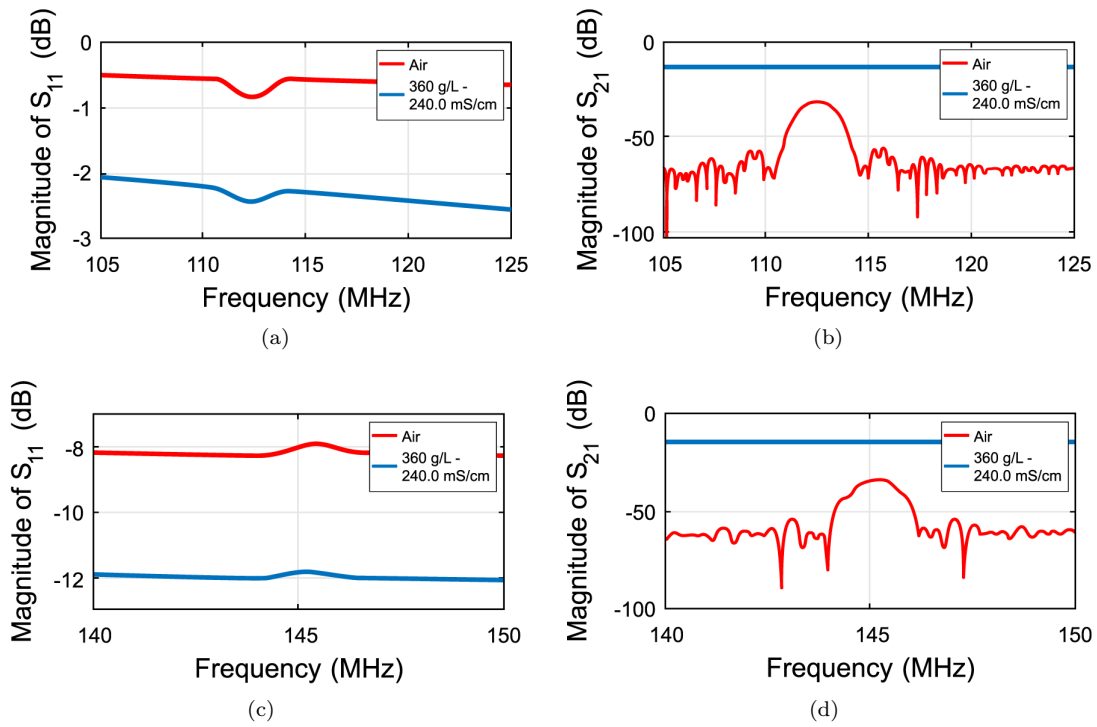 Magnitude of S11 (dB)
0
-1
-2
-3
Air
360 g/L -
240.0 mS/cm
105 110 115 120 125
Frequency (MHz)
(a)
Magnitude of S21 (dB)
0
-50
-100
Air
360 g/L -
240.0 mS/cm
105 110 115 120 125
Frequency (MHz)
(b)
Magnitude of S11 (dB)
-8
-10
-12
Air
360 g/L -
240.0 mS/cm
140 145 150
Frequency (MHz)
(c)
Magnitude of S21 (dB)
0
-50
-100
Air
360 g/L -
240.0 mS/cm
140 145 150
Frequency (MHz)
(d)